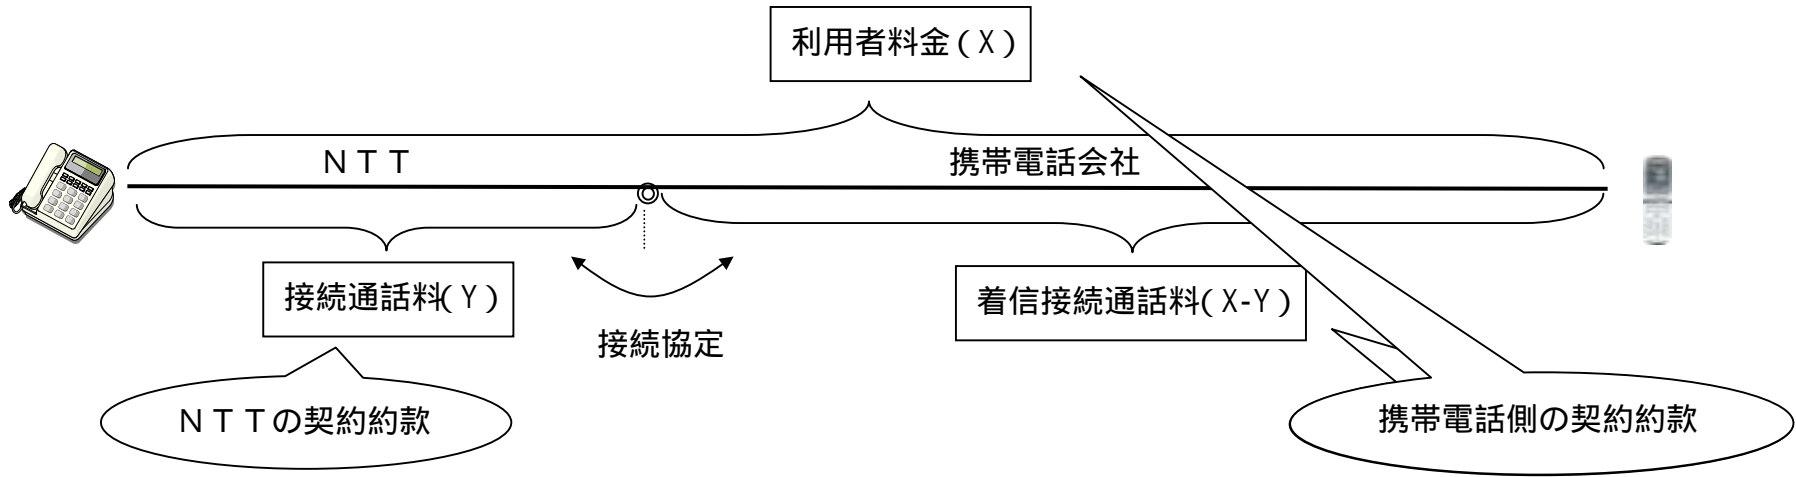 利用者料金(X)
NTT
携帯電話会社
接続通話料(Y)
着信接続通話料(X-Y)
接続協定
NTTの契約約款
携帯電話側の契約約款